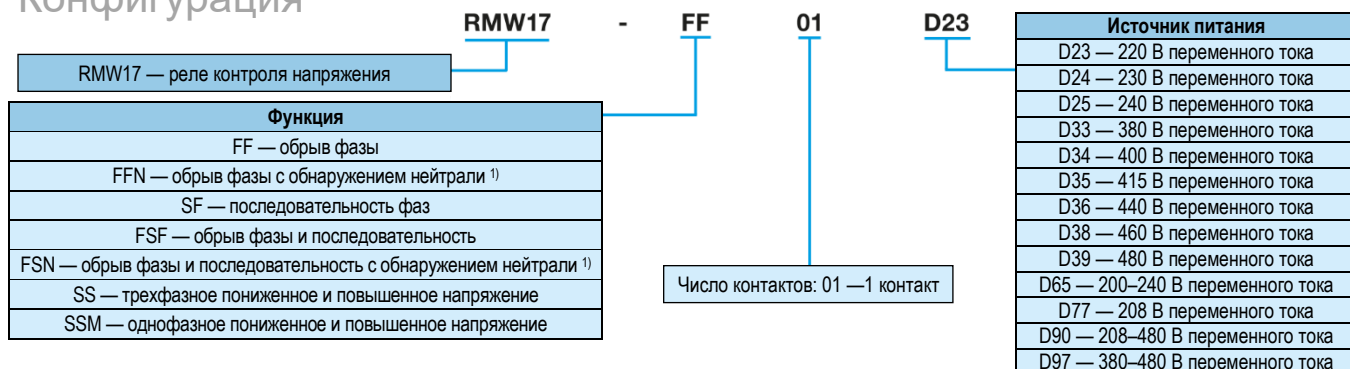 Конфигурация
RMW17 - FF 01 D23
RMW17 — реле контроля напряжения
Функция
FF — обрыв фазы
FFN — обрыв фазы с обнаружением нейтрали 1)
SF — последовательность фаз
FSF — обрыв фазы и последовательность
FSN — обрыв фазы и последовательность с обнаружением нейтрали 1)
SS — трехфазное пониженное и повышенное напряжение
SSM — однофазное пониженное и повышенное напряжение
Число контактов: 01 —1 контакт
Источник питания
D23 — 220 В переменного тока
D24 — 230 В переменного тока
D25 — 240 В переменного тока
D33 — 380 В переменного тока
D34 — 400 В переменного тока
D35 — 415 В переменного тока
D36 — 440 В переменного тока
D38 — 460 В переменного тока
D39 — 480 В переменного тока
D65 — 200–240 В переменного тока
D77 — 208 В переменного тока
D90 — 208–480 В переменного тока
D97 — 380–480 В переменного тока